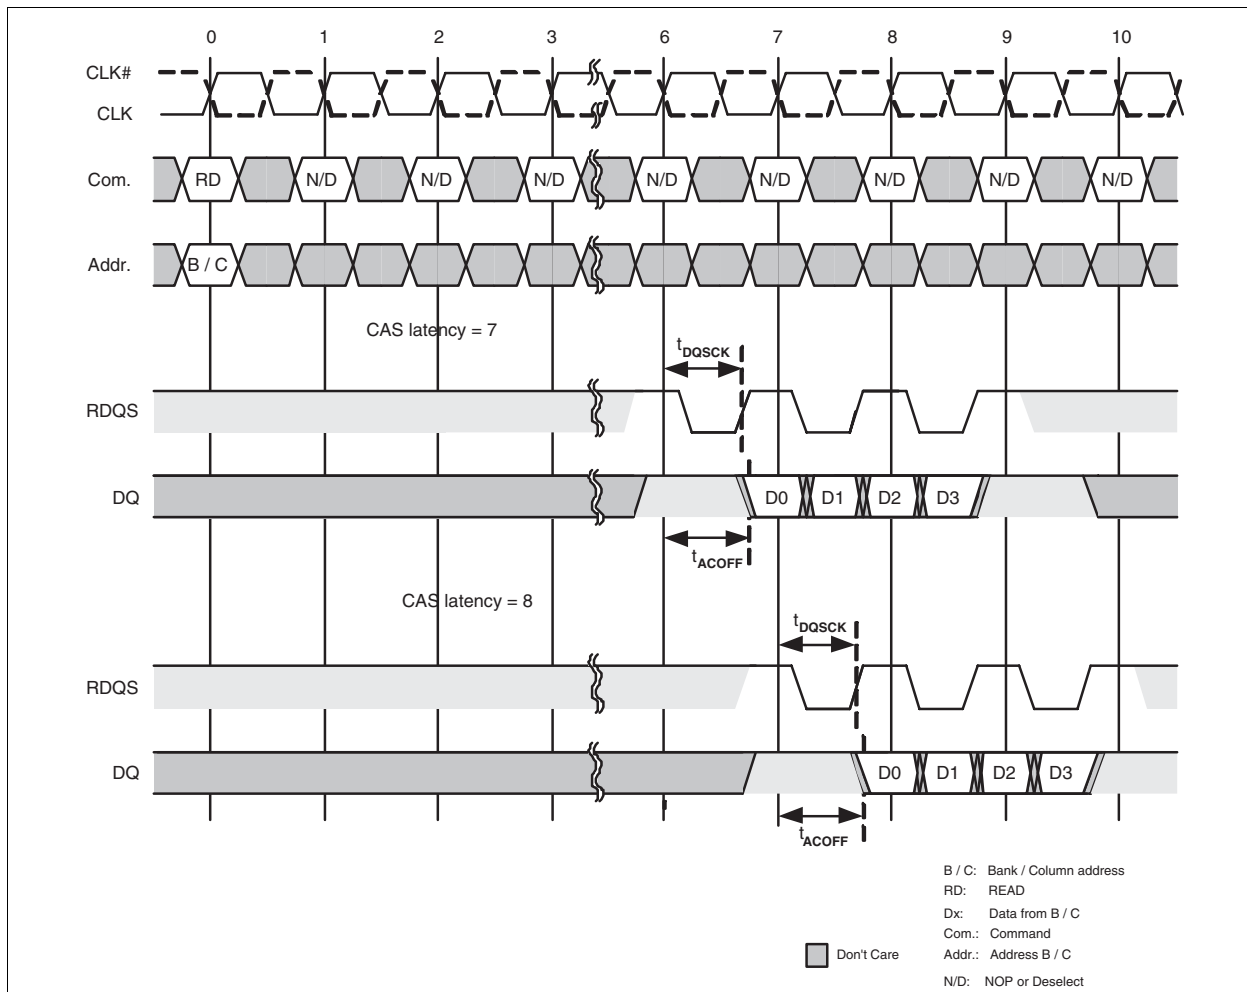 0 1 2 3 6 7 8 9 10
CLK#
CLK
Com. RD N/D N/D N/D N/D N/D N/D N/D N/D
Addr. B / C
CAS latency = 7
tDQSCK
RDQS
DQ D0 D1 D2 D3
tACOFF
CAS latency = 8
tDQSCK
RDQS
DQ D0 D1 D2 D3
tACOFF
B / C: Bank / Column address
RD: READ
Dx: Data from B / C
Com.: Command
Don't Care
Addr.: Address B / C
N/D: NOP or Deselect